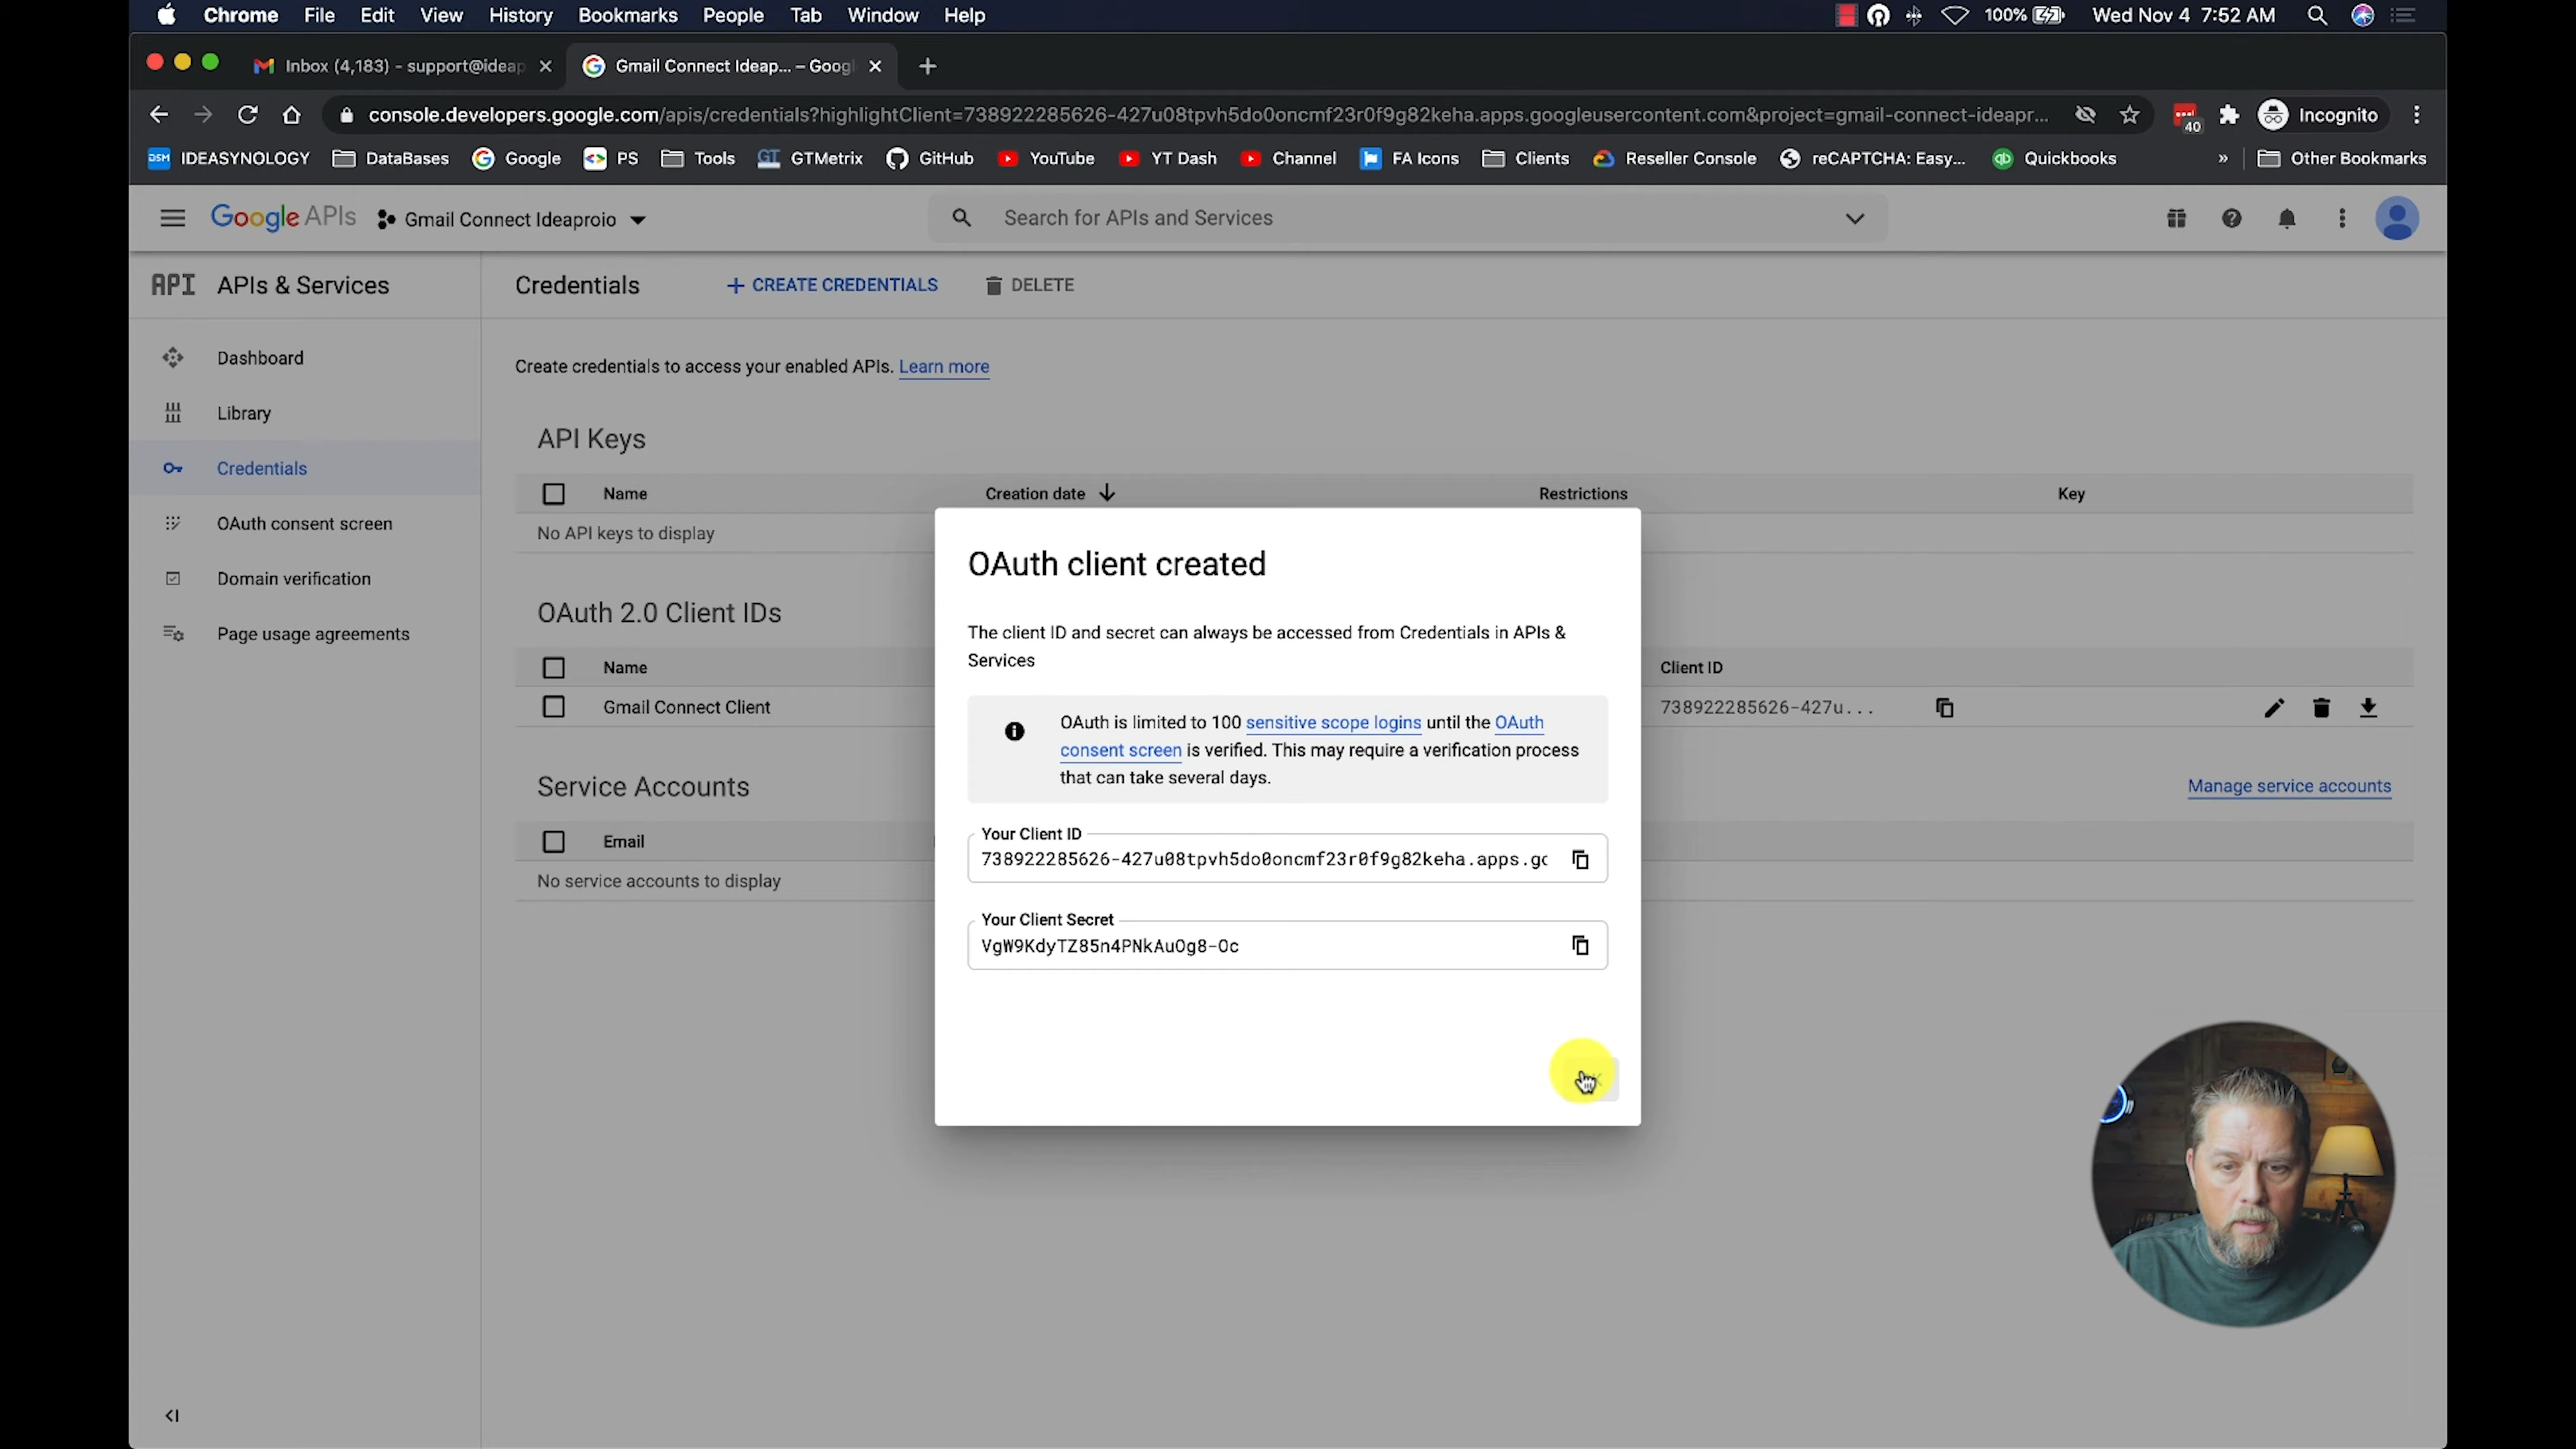 Chrome File Edit View History Bookmarks People Tab Window Help 100% Wed Nov 4 7:52 AM
Inbox (4,183) - support@ideap Gmail Connect Ideap... – Googl
console.developers.google.com/apis/credentials?highlightClient=738922285626-427u08tpvh5do0oncmf23r0f9g82keha.apps.googleusercontent.com&project=gmail-connect-ideapr... 40 Incognito
DSM IDEASYNOLOGY DataBases Google PS Tools GTMetrix GitHub YouTube YT Dash Channel FA Icons Clients Reseller Console reCAPTCHA: Easy... Quickbooks » Other Bookmarks
Google APIs Gmail Connect Ideaproio Search for APIs and Services
API APIs & Services
Credentials + CREATE CREDENTIALS DELETE
Dashboard
Library
Credentials
OAuth consent screen
Domain verification
Page usage agreements
Create credentials to access your enabled APIs. Learn more
API Keys
Name Creation date Restrictions Key
No API keys to display
OAuth 2.0 Client IDs
Name Client ID
Gmail Connect Client 738922285626-427u...
Service Accounts Manage service accounts
Email
No service accounts to display
OAuth client created
The client ID and secret can always be accessed from Credentials in APIs &
Services
OAuth is limited to 100 sensitive scope logins until the OAuth
consent screen is verified. This may require a verification process
that can take several days.
Your Client ID
738922285626-427u08tpvh5do0oncmf23r0f9g82keha.apps.gc
Your Client Secret
VgW9KdyTZ85n4PNkAuOg8-Oc